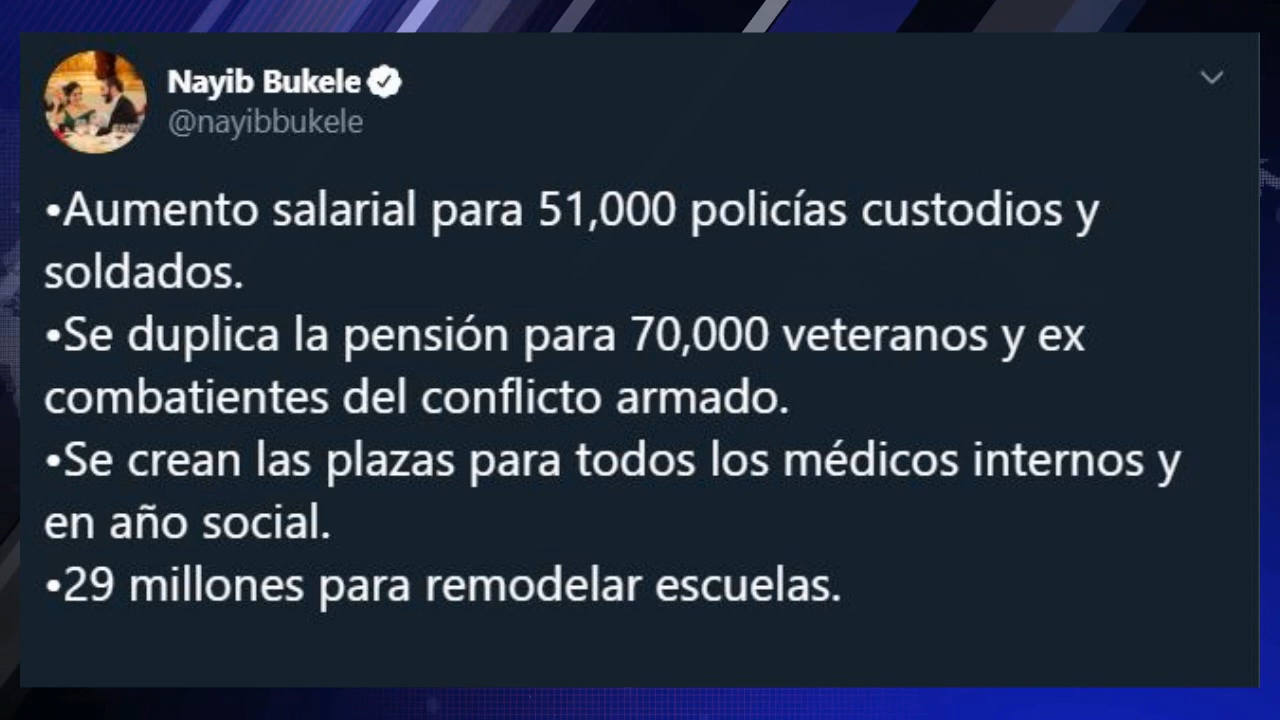 Nayib Bukele
@nayibbukele
•Aumento salarial para 51,000 policías custodios y
soldados.
•Se duplica la pensión para 70,000 veteranos y ex
combatientes del conflicto armado.
•Se crean las plazas para todos los médicos internos y
en año social.
•29 millones para remodelar escuelas.